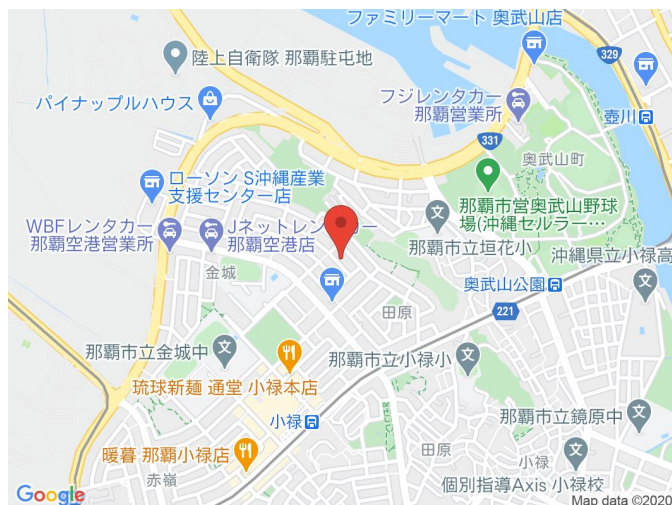 ファミリーマート 奥武山店
329
陸上自衛隊 那覇駐屯地
フジレンタカー
那覇営業所
パイナップルハウス
壺川
331
奥武山町
ローソン S沖縄産業
支援センター店
那覇市営奥武山野球
場(沖縄セルラー…
WBFレンタカー
那覇空港営業所
Jネットレンタカー
那覇空港店
那覇市立垣花小
沖縄県立小禄高
金城
奥武山公園
田原
221
那覇市立金城中
那覇市立小禄小
琉球新麺 通堂 小禄本店
小禄
那覇市立鏡原中
暖暮 那覇小禄店
田原
小禄
赤嶺
個別指導Axis 小禄校
Google
Map data ©2020